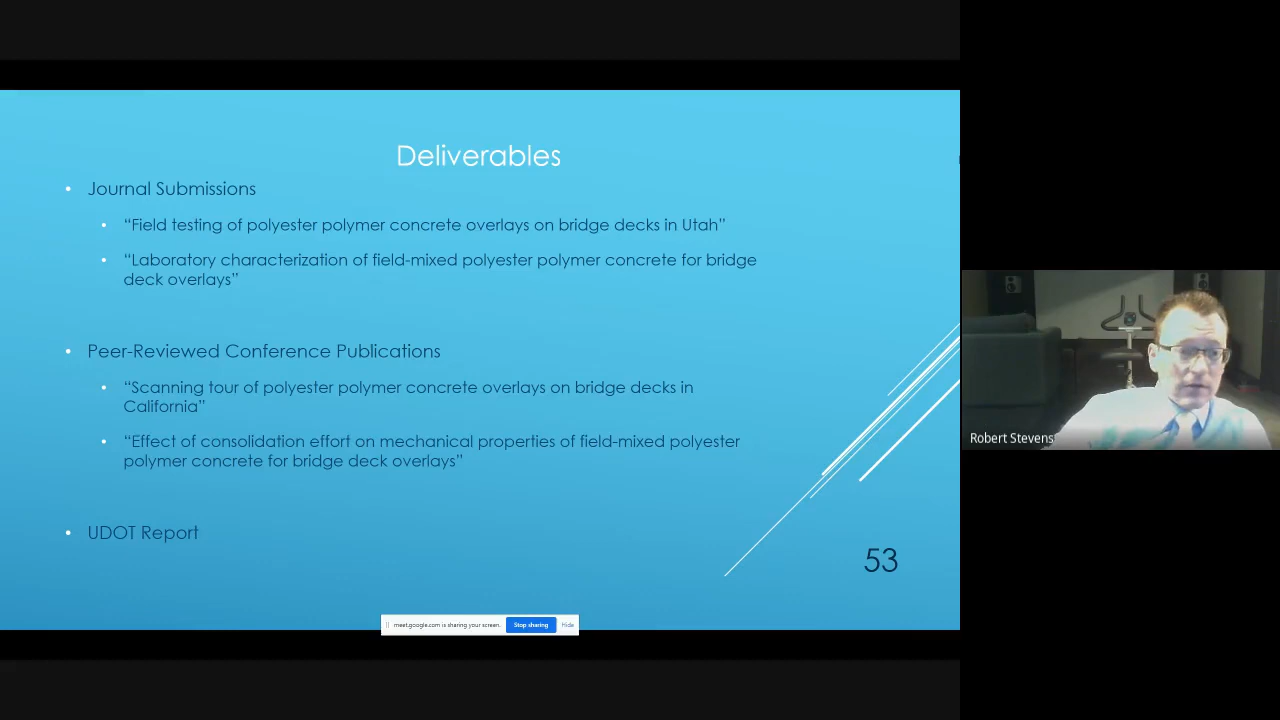 Deliverables
• Journal Submissions
• “Field testing of polyester polymer concrete overlays on bridge decks in Utah”
• “Laboratory characterization of field-mixed polyester polymer concrete for bridge
deck overlays”
• Peer-Reviewed Conference Publications
• “Scanning tour of polyester polymer concrete overlays on bridge decks in
California”
• “Effect of consolidation effort on mechanical properties of field-mixed polyester
polymer concrete for bridge deck overlays”
• UDOT Report
53
meet.google.com is sharing your screen. Stop sharing Hide
Robert Stevens